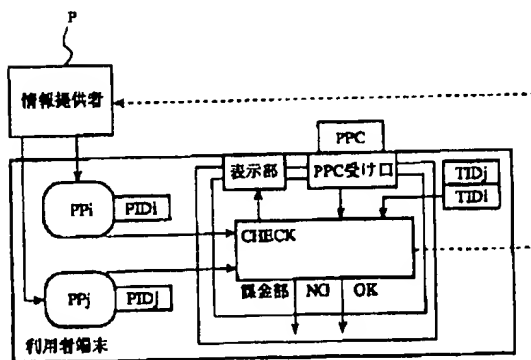 P
情報提供者
PPC
表示部
PPC受け口
TIDj
TIDi
PPi
PIDi
CHECK
PPj
PIDj
課金部 NG OK
利用者端末